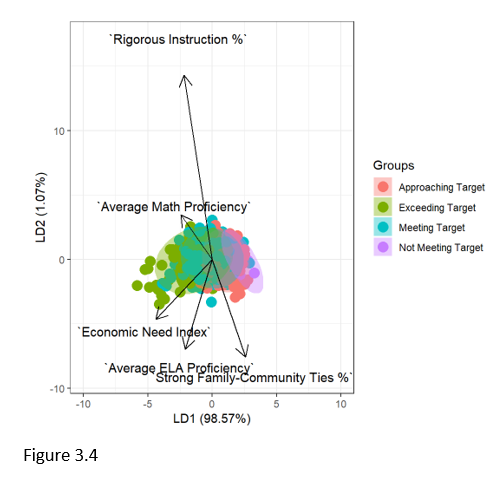 `Rigorous Instruction %`
`Average Math Proficiency`
`Economic Need Index`
`Average ELA Proficiency`
`Strong Family-Community Ties %`
10
0
-10
LD2 (1.07%)
-10
-5
0
5
10
LD1 (98.57%)
Groups
Approaching Target
Exceeding Target
Meeting Target
Not Meeting Target
Figure 3.4